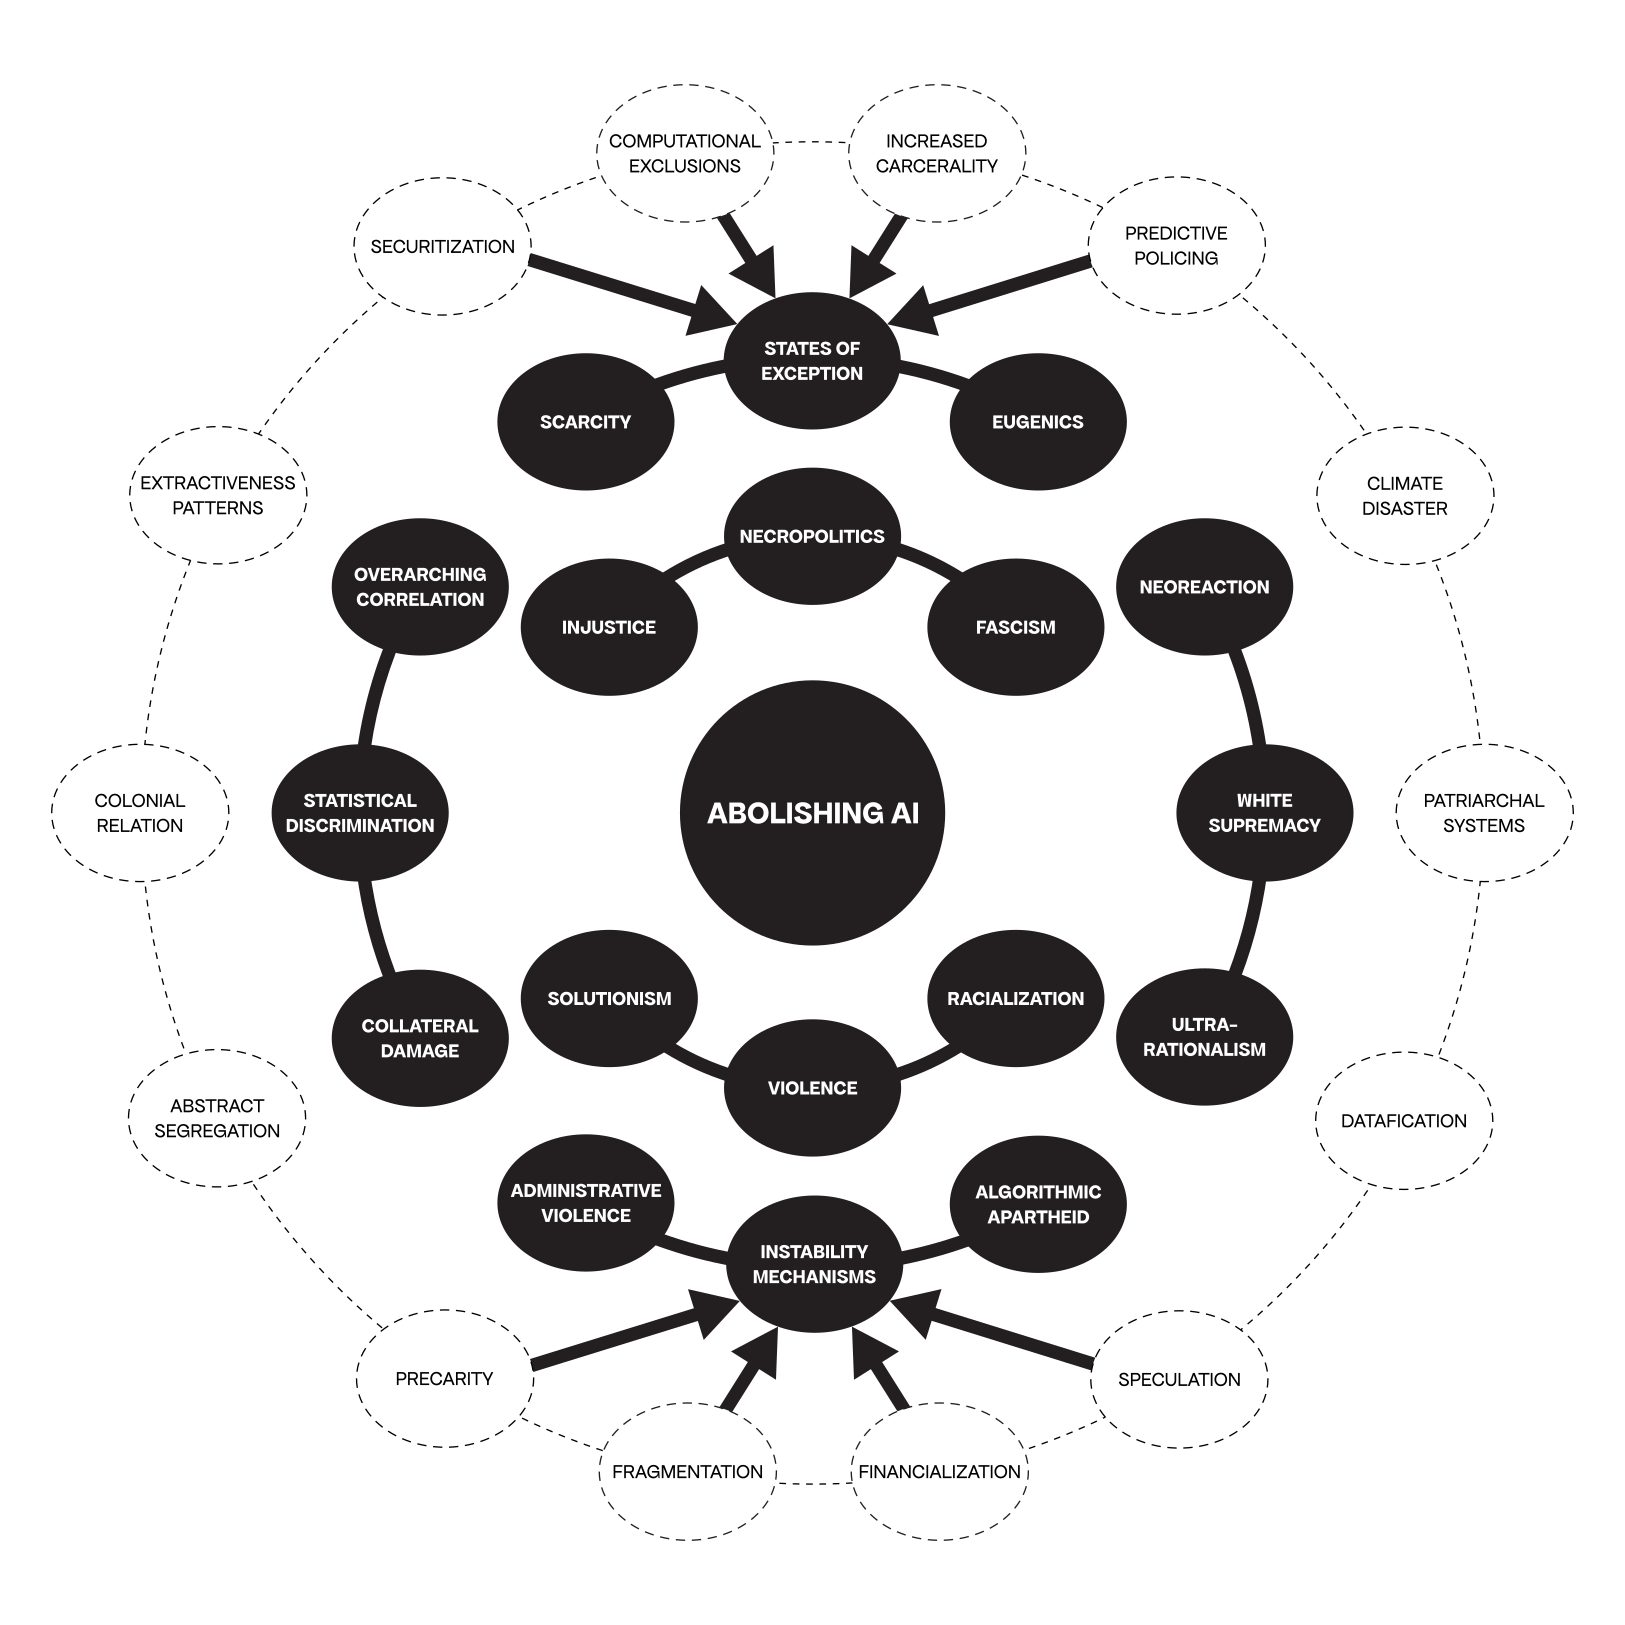 COMPUTATIONAL
EXCLUSIONS
INCREASED
CARCERALITY
SECURITIZATION
PREDICTIVE
POLICING
STATES OF
EXCEPTION
SCARCITY
EUGENICS
EXTRACTIVENESS
PATTERNS
CLIMATE
DISASTER
NECROPOLITICS
OVERARCHING
CORRELATION
INJUSTICE
FASCISM
NEOREACTION
COLONIAL
RELATION
STATISTICAL
DISCRIMINATION
ABOLISHING AI
WHITE
SUPREMACY
PATRIARCHAL
SYSTEMS
SOLUTIONISM
RACIALIZATION
COLLATERAL
DAMAGE
ULTRA-
RATIONALISM
VIOLENCE
ABSTRACT
SEGREGATION
DATAFICATION
ADMINISTRATIVE
VIOLENCE
ALGORITHMIC
APARTHEID
INSTABILITY
MECHANISMS
PRECARITY
SPECULATION
FRAGMENTATION
FINANCIALIZATION